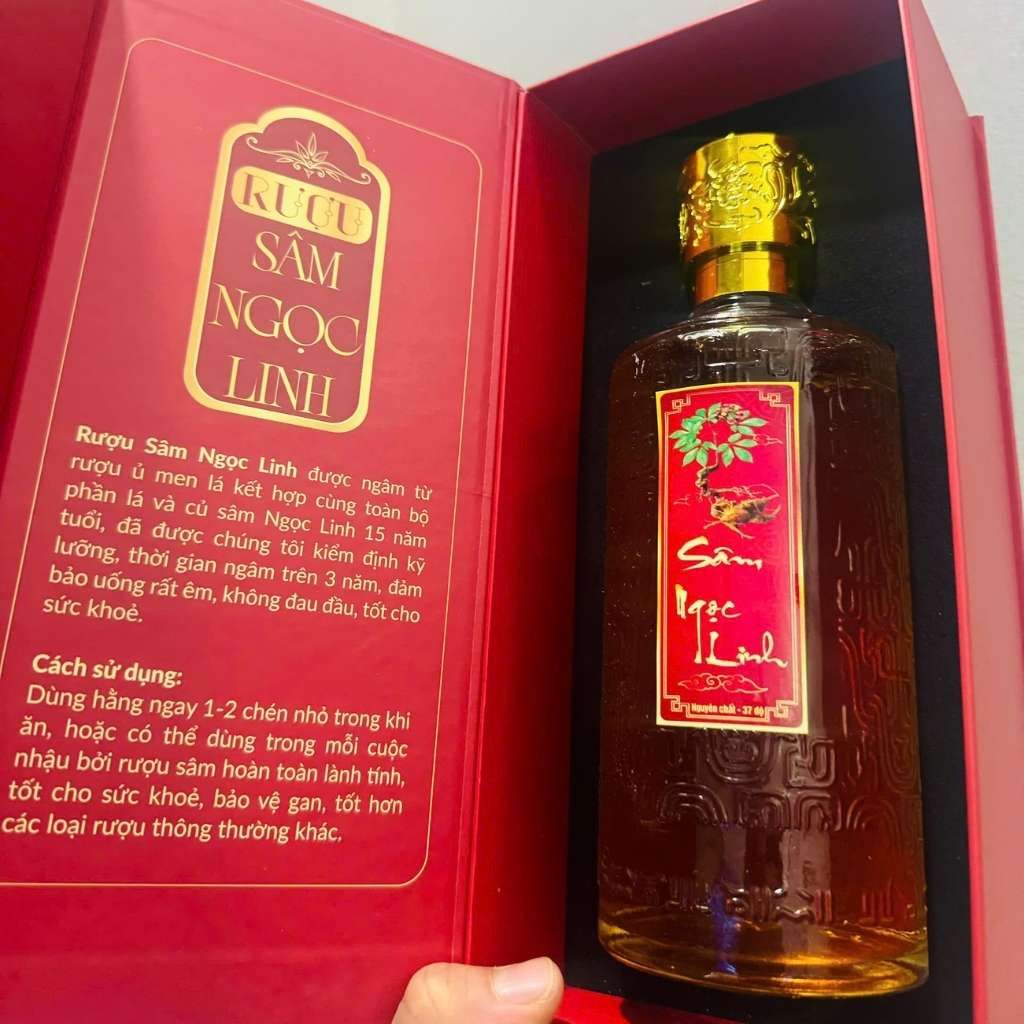 RƯỢU
SÂM
NGỌC
LINH
Rượu Sâm Ngọc Linh được ngâm từ
rượu ủ men lá kết hợp cùng toàn bộ
phần lá và củ sâm Ngọc Linh 15 năm
tuổi, đã được chúng tôi kiểm định kỹ
lưỡng, thời gian ngâm trên 3 năm, đảm
bảo uống rất êm, không đau đầu, tốt cho
sức khoẻ.
Cách sử dụng:
Dùng hằng ngay 1-2 chén nhỏ trong khi
ăn, hoặc có thể dùng trong mỗi cuộc
nhậu bởi rượu sâm hoàn toàn lành tính,
tốt cho sức khoẻ, bảo vệ gan, tốt hơn
các loại rượu thông thường khác.
Sâm
Ngọc
Linh
Nguyên chất - 37 độ